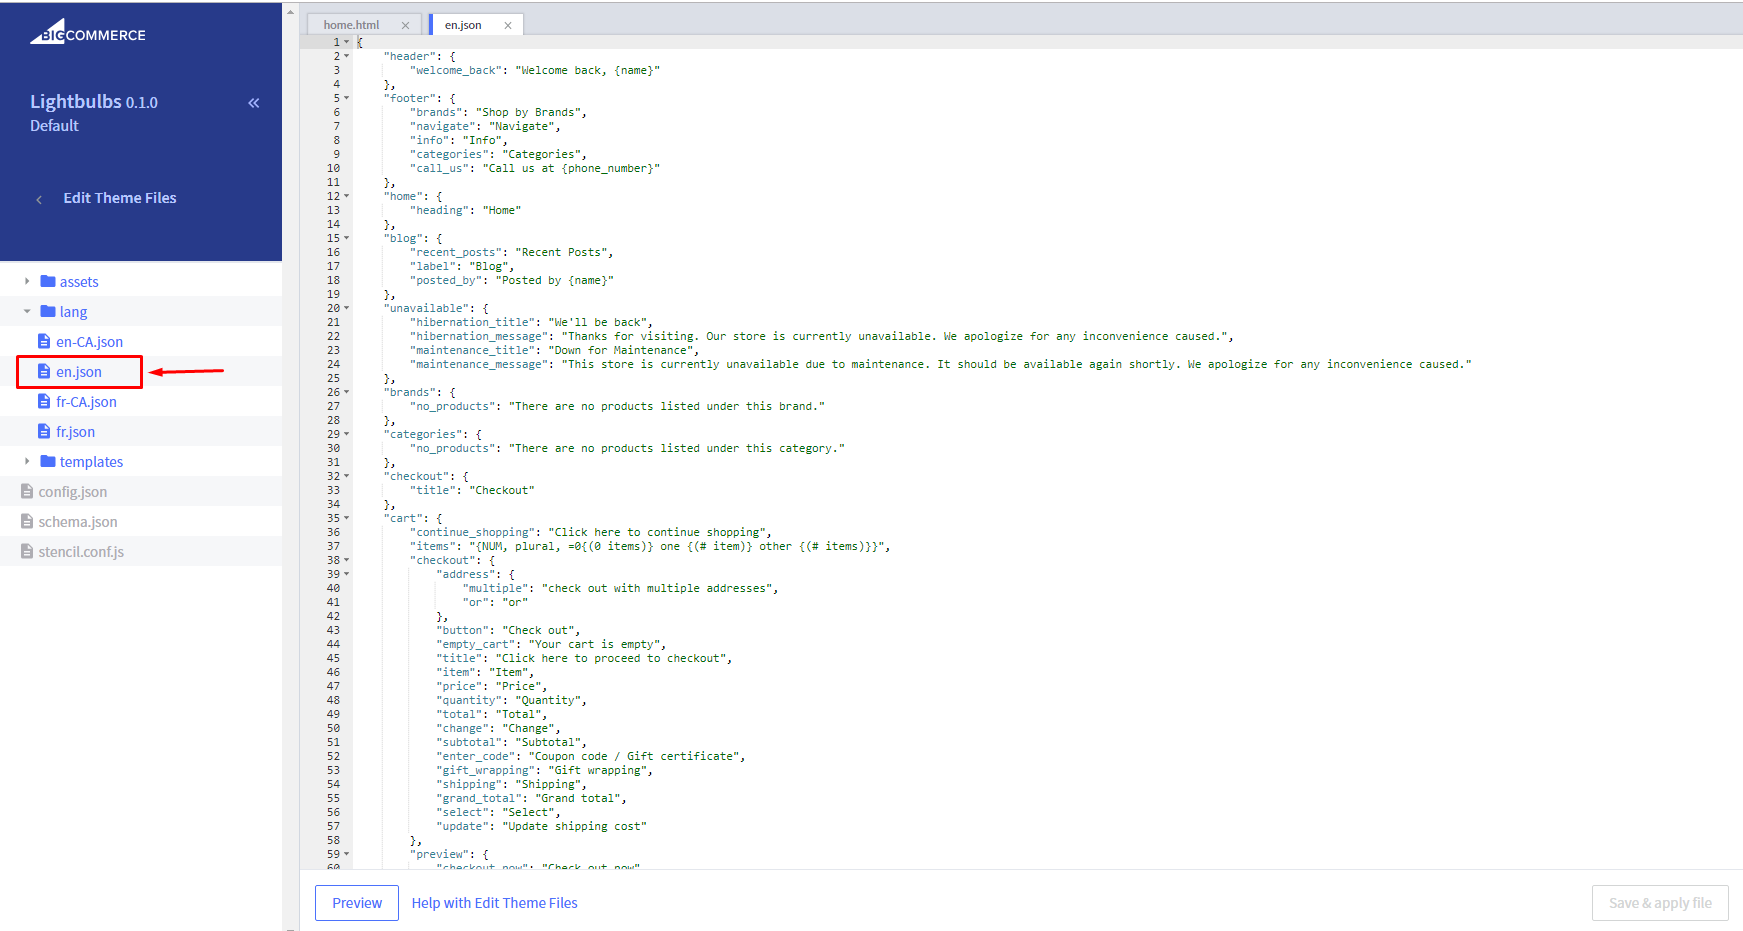 BIGCOMMERCE
Lightbulbs 0.1.0
«
Default
Edit Theme Files
assets
lang
en-CA.json
en.json
fr-CA.json
fr.json
templates
config.json
schema.json
stencil.conf.js
home.html ×
en.json ×
1 {
2 "header": {
3 "welcome_back": "Welcome back, {name}"
4 },
5 "footer": {
6 "brands": "Shop by Brands",
7 "navigate": "Navigate",
8 "info": "Info",
9 "categories": "Categories",
10 "call_us": "Call us at {phone_number}"
11 },
12 "home": {
13 "heading": "Home"
14 },
15 "blog": {
16 "recent_posts": "Recent Posts",
17 "label": "Blog",
18 "posted_by": "Posted by {name}"
19 },
20 "unavailable": {
21 "hibernation_title": "We'll be back",
22 "hibernation_message": "Thanks for visiting. Our store is currently unavailable. We apologize for any inconvenience caused.",
23 "maintenance_title": "Down for Maintenance",
24 "maintenance_message": "This store is currently unavailable due to maintenance. It should be available again shortly. We apologize for any inconvenience caused."
25 },
26 "brands": {
27 "no_products": "There are no products listed under this brand."
28 },
29 "categories": {
30 "no_products": "There are no products listed under this category."
31 },
32 "checkout": {
33 "title": "Checkout"
34 },
35 "cart": {
36 "continue_shopping": "Click here to continue shopping",
37 "items": "{NUM, plural, =0{(0 items)} one {(# item)} other {(# items)}}",
38 "checkout": {
39 "address": {
40 "multiple": "check out with multiple addresses",
41 "or": "or"
42 },
43 "button": "Check out",
44 "empty_cart": "Your cart is empty",
45 "title": "Click here to proceed to checkout",
46 "item": "Item",
47 "price": "Price",
48 "quantity": "Quantity",
49 "total": "Total",
50 "change": "Change",
51 "subtotal": "Subtotal",
52 "enter_code": "Coupon code / Gift certificate",
53 "gift_wrapping": "Gift wrapping",
54 "shipping": "Shipping",
55 "grand_total": "Grand total",
56 "select": "Select",
57 "update": "Update shipping cost"
58 },
59 "preview": {
60 "checkout_now": "Check out now"
Preview
Help with Edit Theme Files
Save & apply file